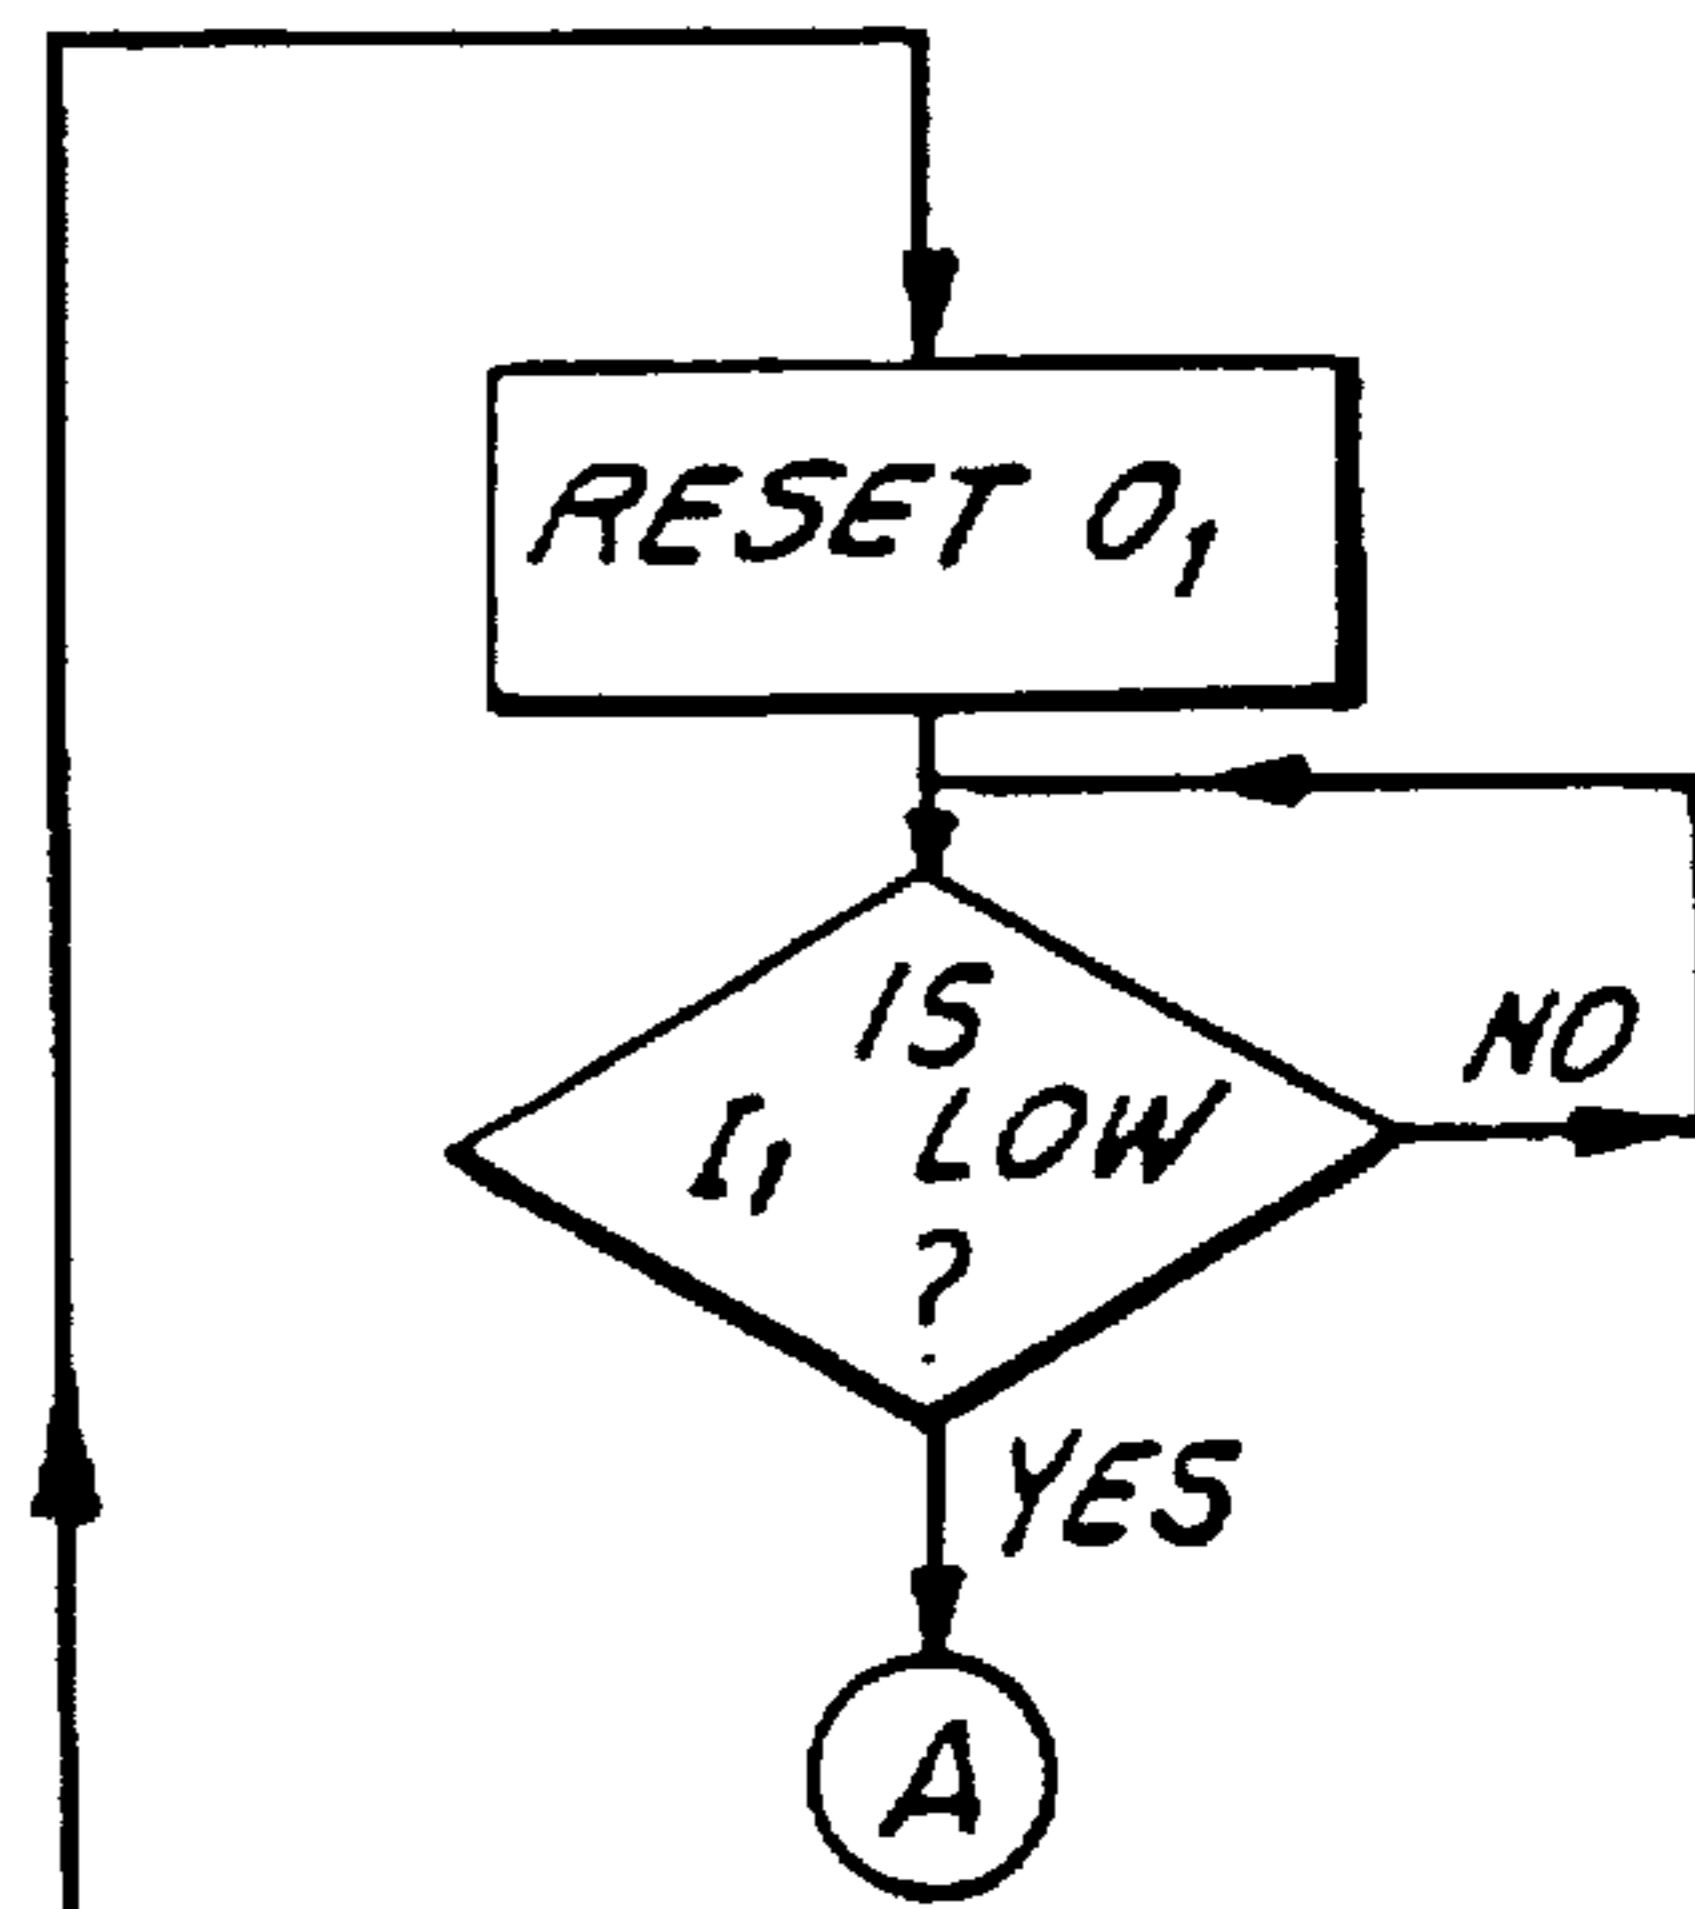 RESET O₁
IS
I₁ LOW
?
NO
YES
A